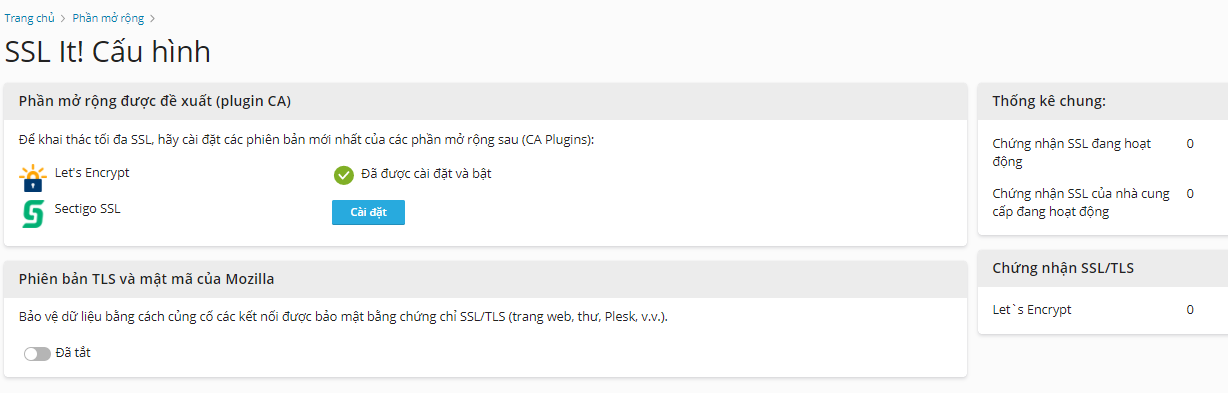 Trang chủ > Phần mở rộng >
SSL It! Cấu hình
Phần mở rộng được đề xuất (plugin CA)
Để khai thác tối đa SSL, hãy cài đặt các phiên bản mới nhất của các phần mở rộng sau (CA Plugins):
Let's Encrypt Đã được cài đặt và bật
Sectigo SSL Cài đặt
Phiên bản TLS và mật mã của Mozilla
Bảo vệ dữ liệu bằng cách củng cố các kết nối được bảo mật bằng chứng chỉ SSL/TLS (trang web, thư, Plesk, v.v.).
Đã tắt
Thống kê chung:
Chứng nhận SSL đang hoạt 0
động
Chứng nhận SSL của nhà cung 0
cấp đang hoạt động
Chứng nhận SSL/TLS
Let`s Encrypt 0